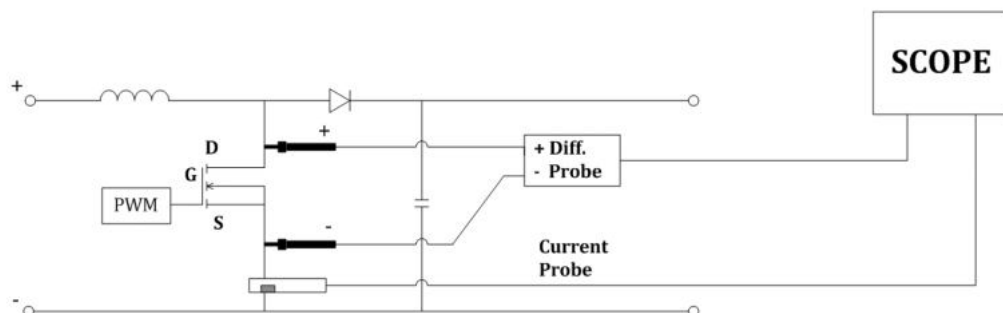 SCOPE
+
D
+
+ Diff.
- Probe
G
PWM
S
-
Current
Probe
-